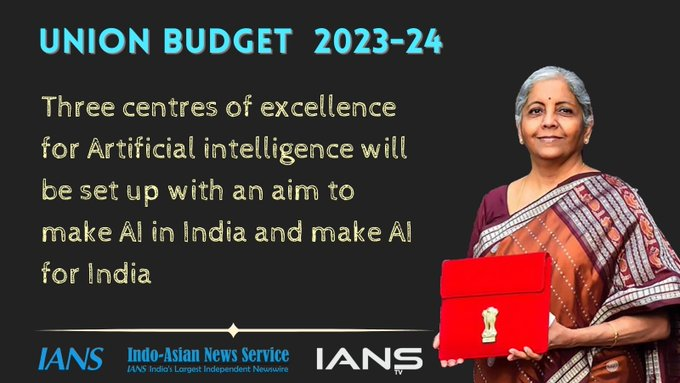 UNION BUDGET 2023-24
Three centres of excellence
for Artificial intelligence will
be set up with an aim to
make AI in India and make AI
for India
IANS
Indo-Asian News Service
IANS India's Largest Independent Newswire
IANS
TV